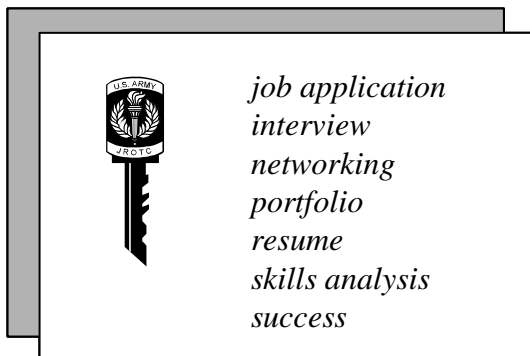 U.S. ARMY
JROTC
job application
interview
networking
portfolio
resume
skills analysis
success